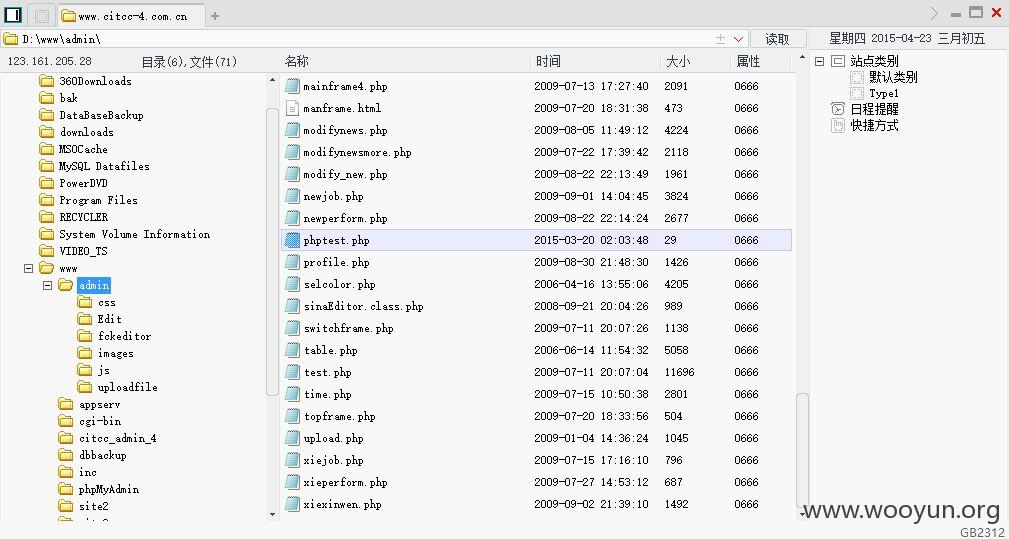 www.citcc-4.com.cn
D:\www\admin\
读取
星期四 2015-04-23 三月初五
123.161.205.28 目录(6),文件(71)
名称 时间 大小 属性
360Downloads
bak
DataBaseBackup
downloads
MSOCache
MySQL Datafiles
PowerDVD
Program Files
RECYCLER
System Volume Information
VIDEO_TS
www
admin
css
Edit
fckeditor
images
js
uploadfile
appserv
cgi-bin
citcc_admin_4
dbbackup
inc
phpMyAdmin
site2
mainframe4.php 2009-07-13 17:27:40 2091 0666
manframe.html 2009-07-20 18:31:38 473 0666
modifynews.php 2009-08-05 11:49:12 4224 0666
modifynewsmore.php 2009-07-22 17:39:42 2118 0666
modify_new.php 2009-08-22 22:13:49 1961 0666
newjob.php 2009-09-01 14:04:45 3824 0666
newperform.php 2009-08-22 22:14:24 2677 0666
phptest.php 2015-03-20 02:03:48 29 0666
profile.php 2009-08-30 21:48:30 1426 0666
selcolor.php 2006-04-16 13:55:06 4205 0666
sinaEditor.class.php 2008-09-21 20:04:26 989 0666
switchframe.php 2009-07-11 20:07:26 1138 0666
table.php 2006-06-14 11:54:32 5058 0666
test.php 2009-07-11 20:07:04 11696 0666
time.php 2009-07-15 10:50:38 2801 0666
topframe.php 2009-07-20 18:33:56 504 0666
upload.php 2009-01-04 14:36:24 1045 0666
xiejob.php 2009-07-15 17:16:10 796 0666
xieperform.php 2009-07-27 14:53:12 687 0666
xiexinwen.php 2009-09-02 21:39:10 1492 0666
站点类别
默认类别
Type1
日程提醒
快捷方式
www.wooyun.org
GB2312